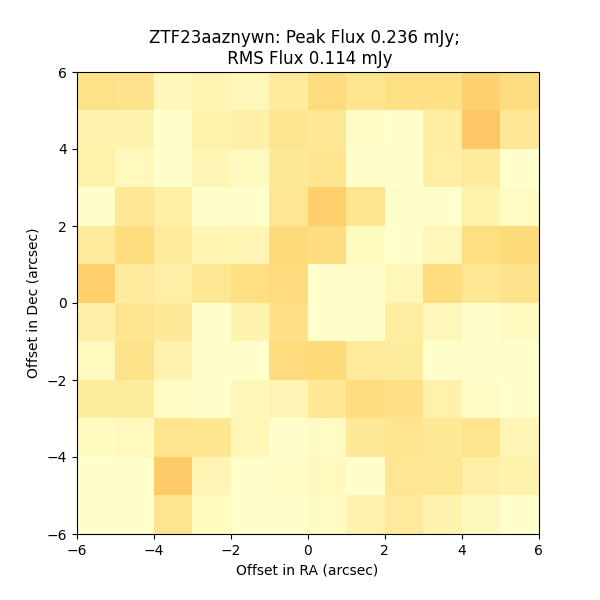 ZTF23aaznywn: Peak Flux 0.236 mJy;
RMS Flux 0.114 mJy
6
4
2
0
−2
−4
−6
Offset in Dec (arcsec)
−6 −4 −2 0 2 4 6
Offset in RA (arcsec)